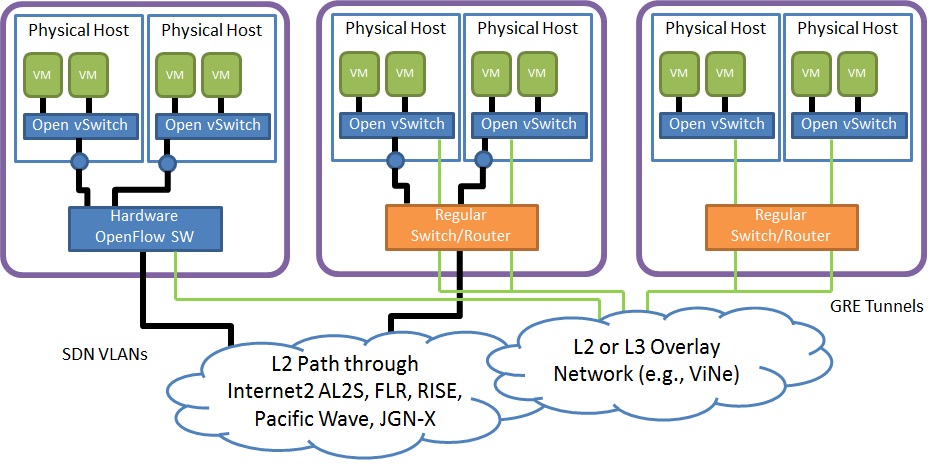 Physical Host
Physical Host
Physical Host
Physical Host
Physical Host
Physical Host
VM
VM
VM
VM
VM
VM
VM
VM
VM
VM
VM
VM
Open vSwitch
Open vSwitch
Open vSwitch
Open vSwitch
Open vSwitch
Open vSwitch
Hardware
OpenFlow SW
Regular
Switch/Router
Regular
Switch/Router
GRE Tunnels
SDN VLANs
L2 Path through
Internet2 AL2S, FLR, RISE,
Pacific Wave, JGN-X
L2 or L3 Overlay
Network (e.g., ViNe)